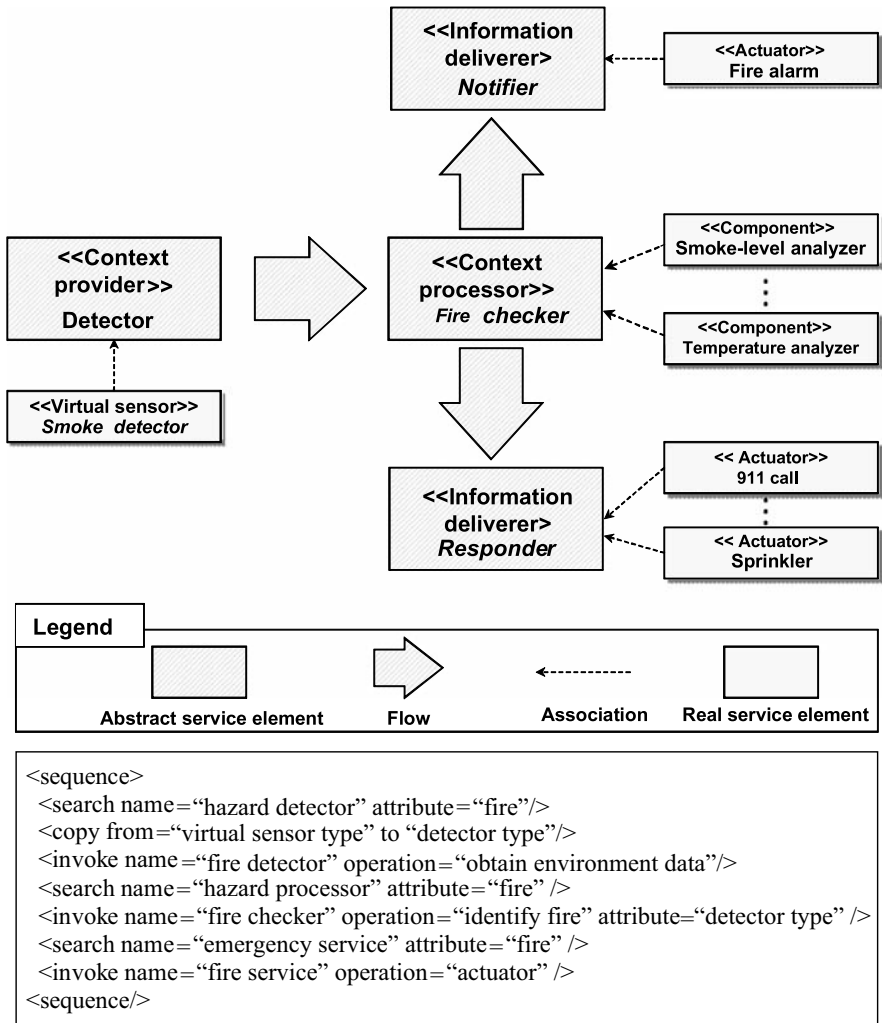 <<Information
deliverer>
Notifier
<<Actuator>>
Fire alarm
<<Context
provider>>
Detector
<<Virtual sensor>>
Smoke detector
<<Context
processor>>
Fire checker
<<Component>>
Smoke-level analyzer
<<Component>>
Temperature analyzer
<<Information
deliverer>
Responder
<< Actuator>>
911 call
<< Actuator>>
Sprinkler
Legend
Abstract service element
Flow
Association
Real service element
<sequence>
<search name=“hazard detector” attribute=“fire”/>
<copy from=“virtual sensor type” to “detector type”/>
<invoke name=“fire detector” operation=“obtain environment data”/>
<search name=“hazard processor” attribute=“fire” />
<invoke name=“fire checker” operation=“identify fire” attribute=“detector type” />
<search name=“emergency service” attribute=“fire” />
<invoke name=“fire service” operation=“actuator” />
<sequence/>